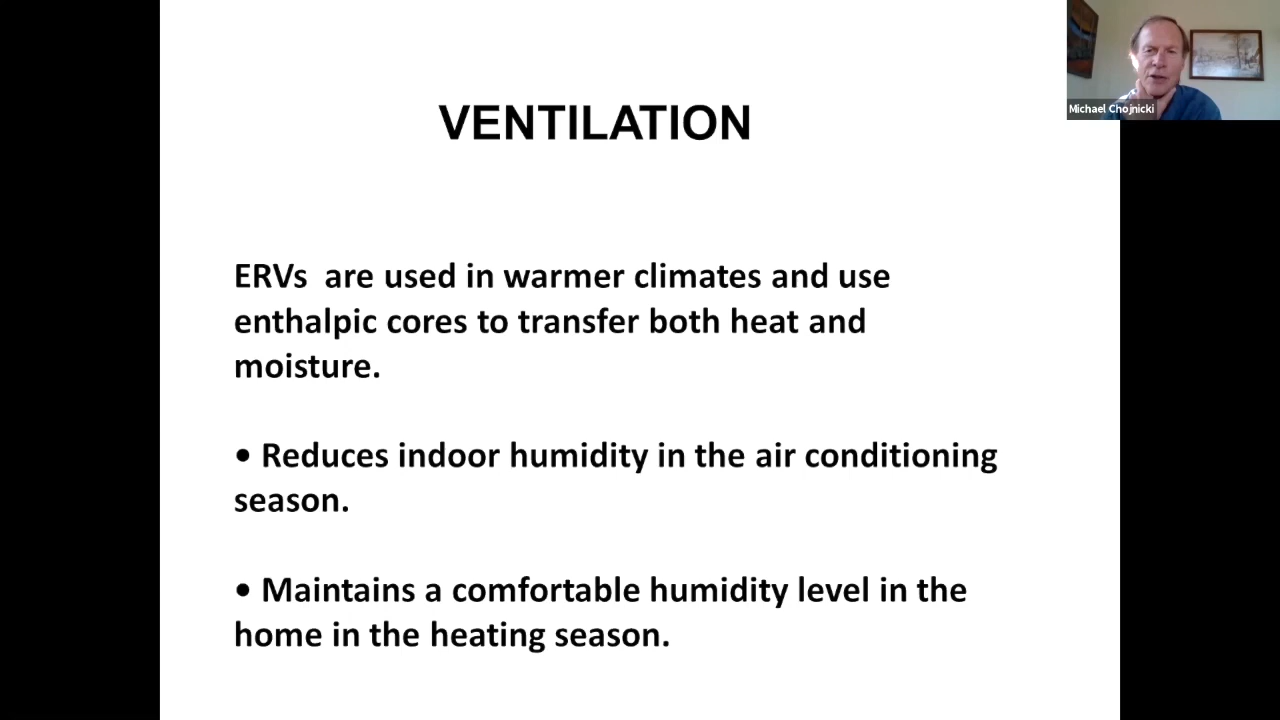 VENTILATION
Michael Chojnicki
ERVs  are used in warmer climates and use
enthalpic cores to transfer both heat and
moisture.
• Reduces indoor humidity in the air conditioning
season.
• Maintains a comfortable humidity level in the
home in the heating season.